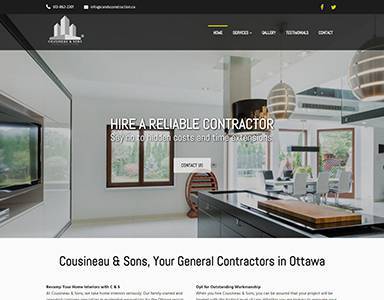 613-862-2301 info@candsconstruction.ca
COUSINEAU & SONS
HOME SERVICES GALLERY TESTIMONIALS CONTACT
HIRE A RELIABLE CONTRACTOR
Say no to hidden costs and time extensions
CONTACT US
Cousineau & Sons, Your General Contractors in Ottawa
Revamp Your Home Interiors with C & S
At Cousineau & Sons, we take home interiors seriously. Our family-owned and
Opt for Outstanding Workmanship
When you hire Cousineau & Sons, you can be assured that your project will be